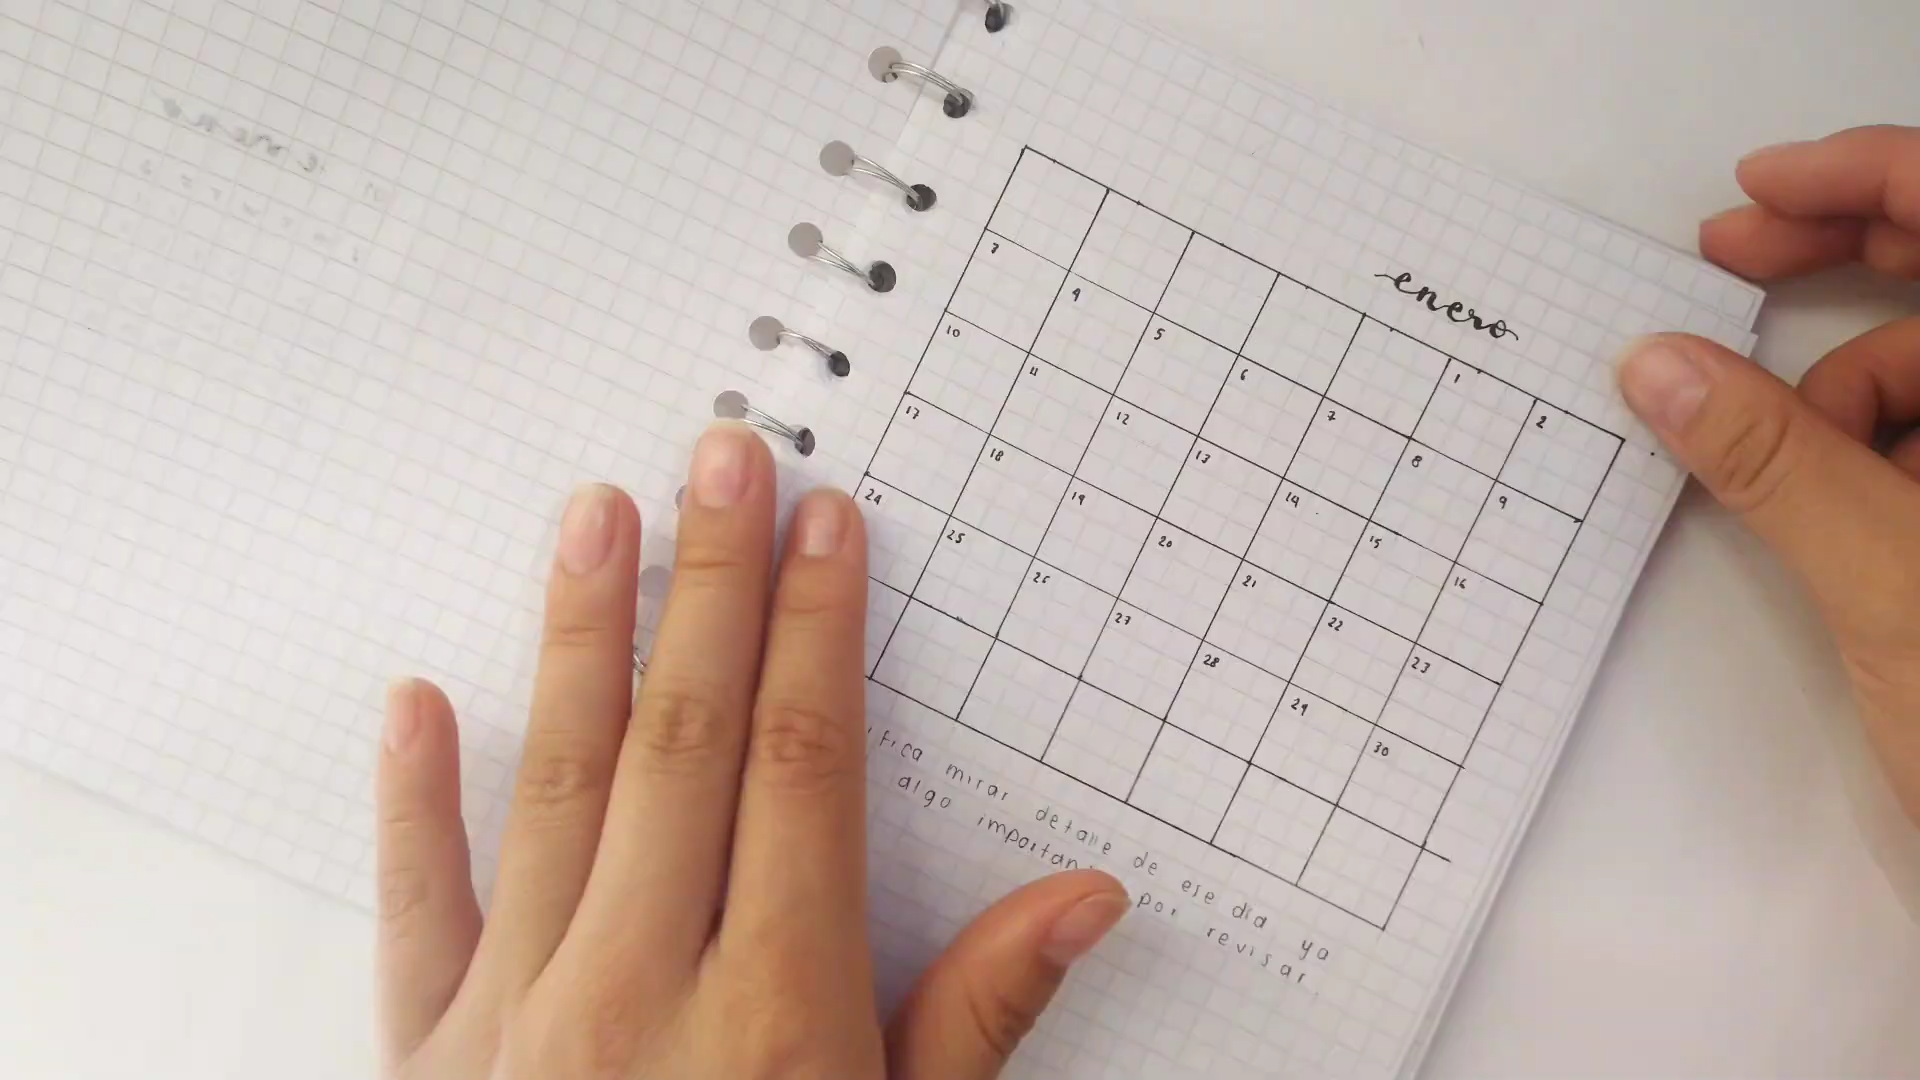 enero
1 2
3 4 5 6 7 8 9
10 11 12 13 14 15 16
17 18 19 20 21 22 23
24 25 26 27 28 29 30
ifica mirar detalle de ese dia ya
algo importan por revisar.